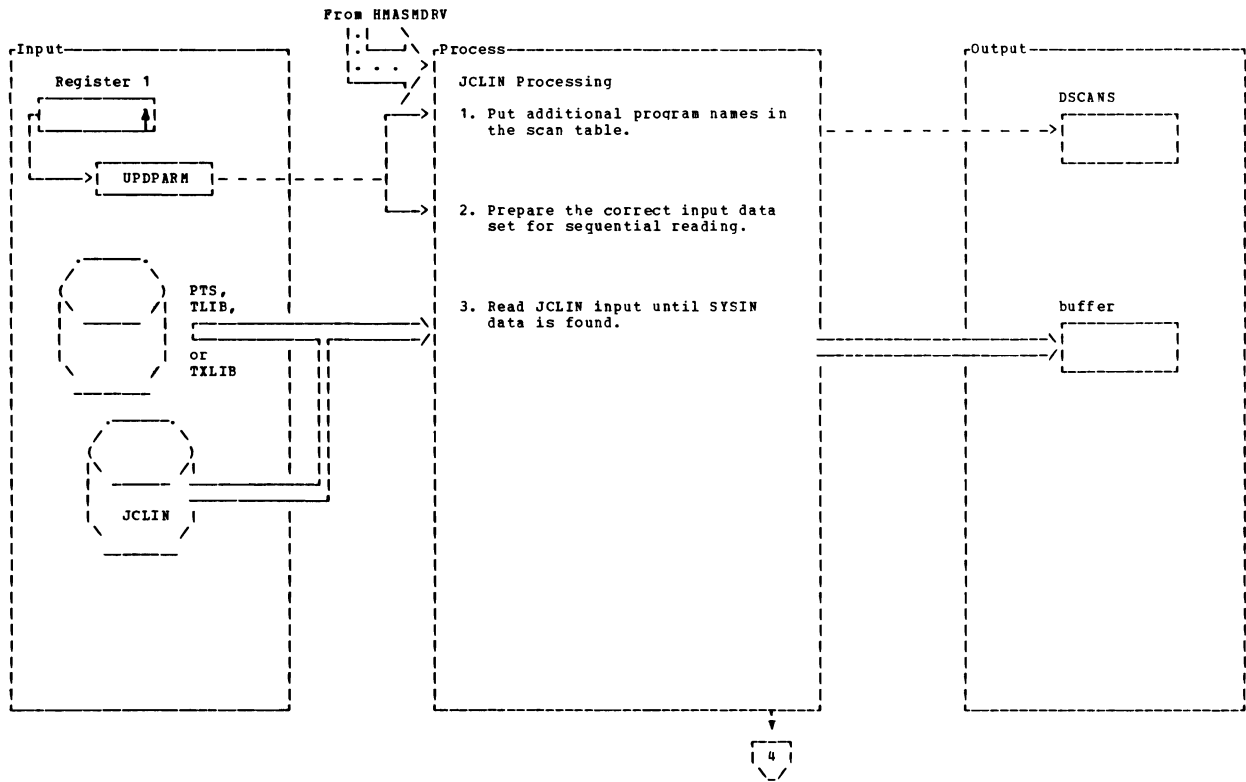 From HMASMDRV
Input
Process
Output
Register 1
JCLIN Processing
1. Put additional program names in
the scan table.
DSCANS
UPDPARM
2. Prepare the correct input data
set for sequential reading.
PTS,
TLIB,
or
TXLIB
3. Read JCLIN input until SYSIN
data is found.
buffer
JCLIN
4